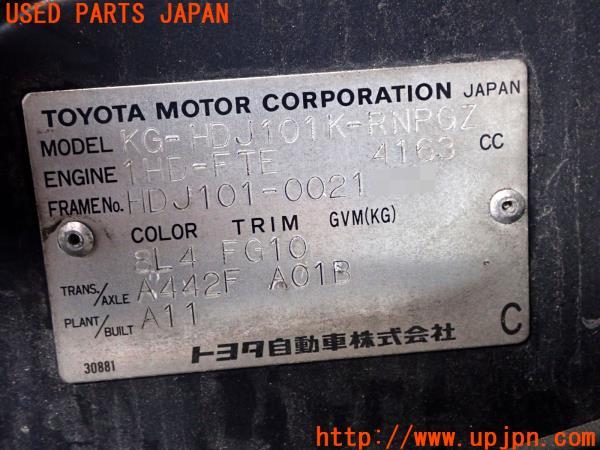 USED PARTS JAPAN
TOYOTA MOTOR CORPORATION JAPAN
MODEL KG-HDJ101K-RNPGZ
ENGINE 1HD-FTE 4163 CC
FRAME No. HDJ101-0021
COLOR TRIM GVM(KG)
8L4 FG10
TRANS./AXLE A442F A01B
PLANT/BUILT A11
トヨタ自動車株式会社 C
30881
UPJ
http://www.upjpn.com/